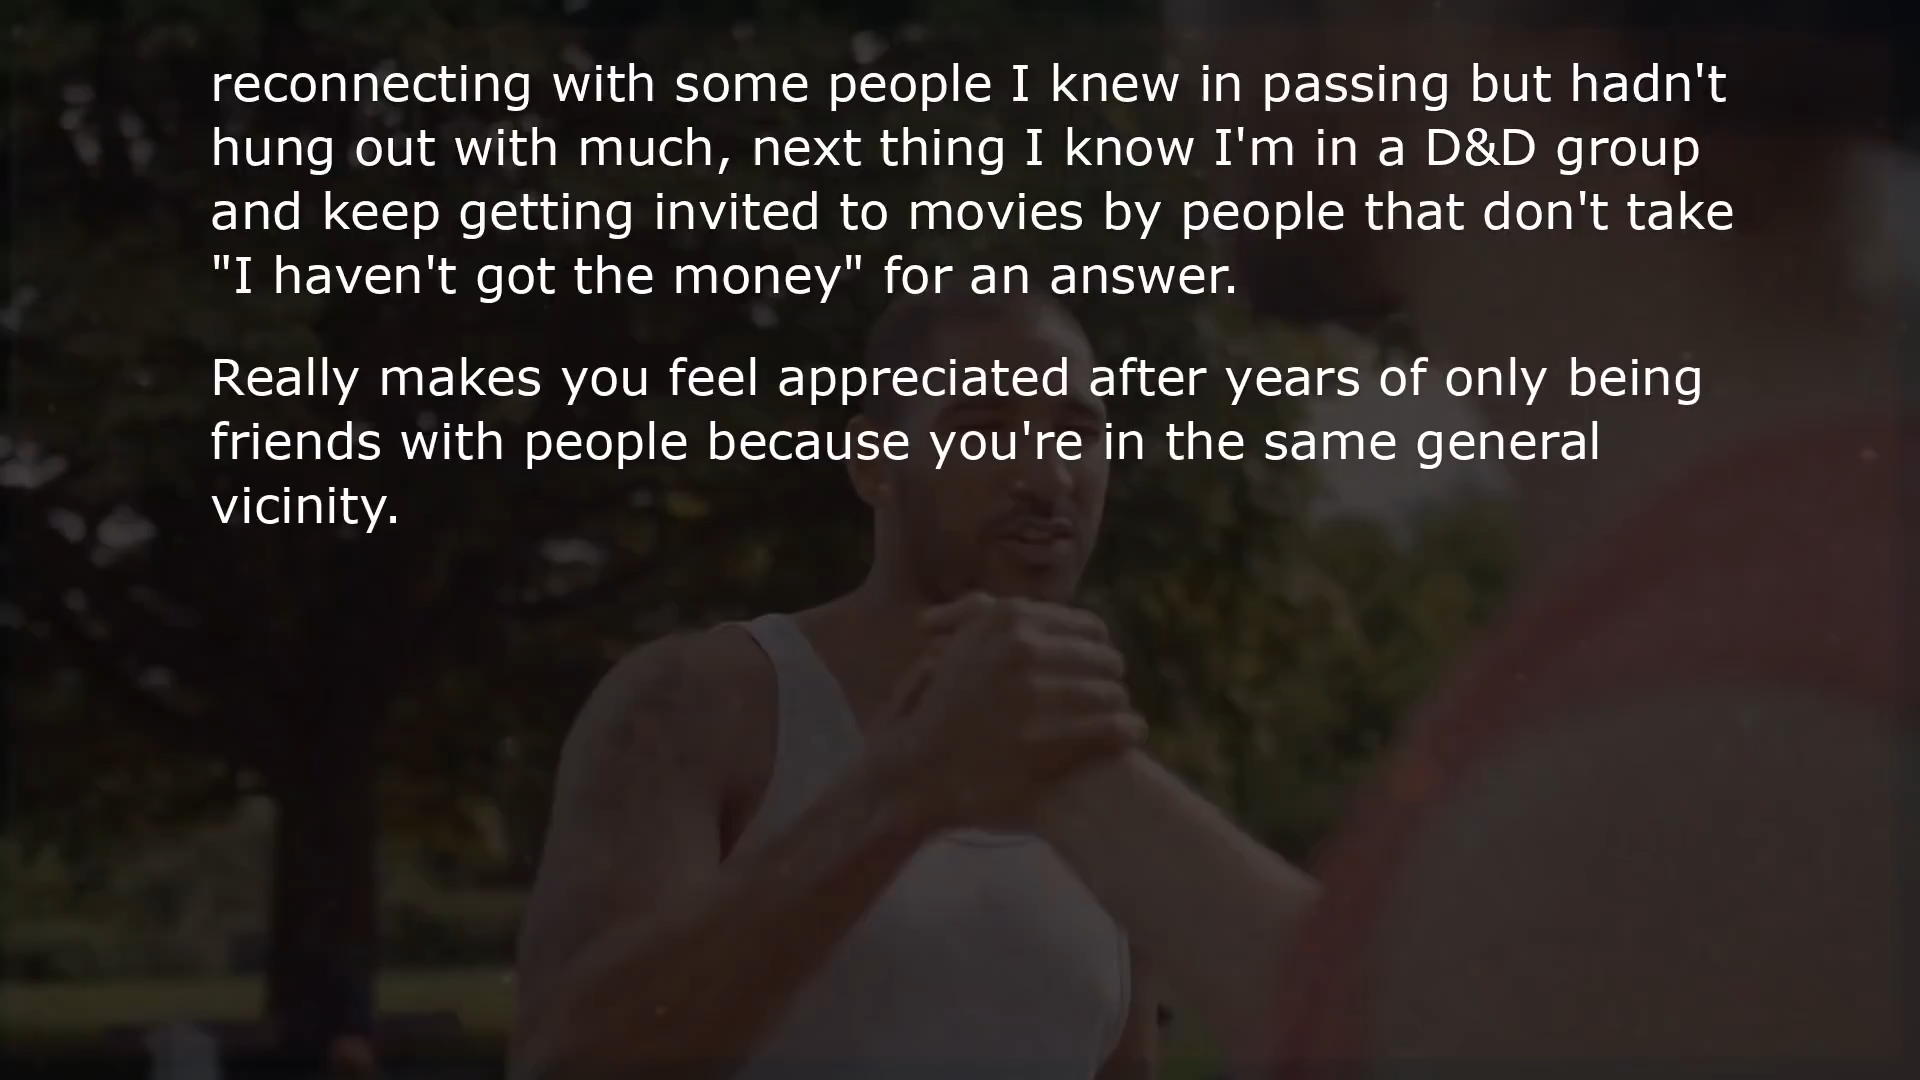 reconnecting with some people I knew in passing but hadn't
hung out with much, next thing I know I'm in a D&D group
and keep getting invited to movies by people that don't take
"I haven't got the money" for an answer.
Really makes you feel appreciated after years of only being
friends with people because you're in the same general
vicinity.